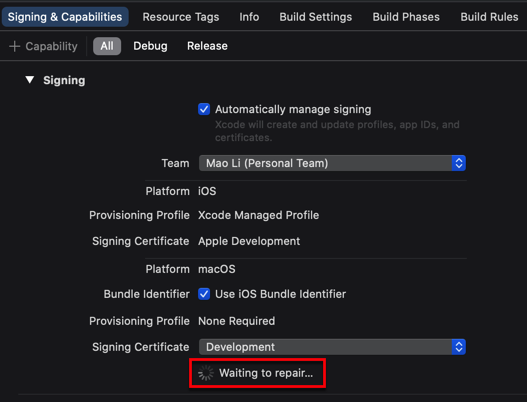 Signing & Capabilities Resource Tags Info Build Settings Build Phases Build Rules
+ Capability All Debug Release
Signing
Automatically manage signing
Xcode will create and update profiles, app IDs, and
certificates.
Team Mao Li (Personal Team)
Platform iOS
Provisioning Profile Xcode Managed Profile
Signing Certificate Apple Development
Platform macOS
Bundle Identifier Use iOS Bundle Identifier
Provisioning Profile None Required
Signing Certificate Development
Waiting to repair...